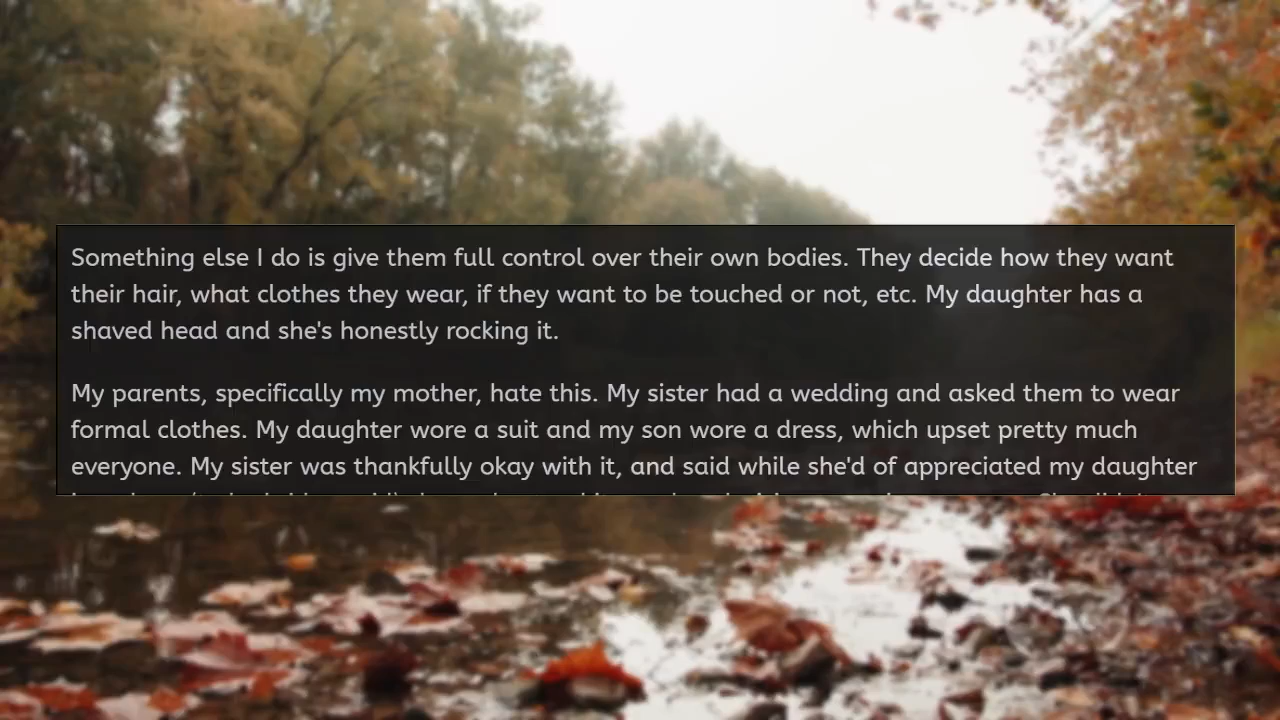 Something else I do is give them full control over their own bodies. They decide how they want
their hair, what clothes they wear, if they want to be touched or not, etc. My daughter has a
shaved head and she's honestly rocking it.
My parents, specifically my mother, hate this. My sister had a wedding and asked them to wear
formal clothes. My daughter wore a suit and my son wore a dress, which upset pretty much
everyone. My sister was thankfully okay with it, and said while she'd of appreciated my daughter